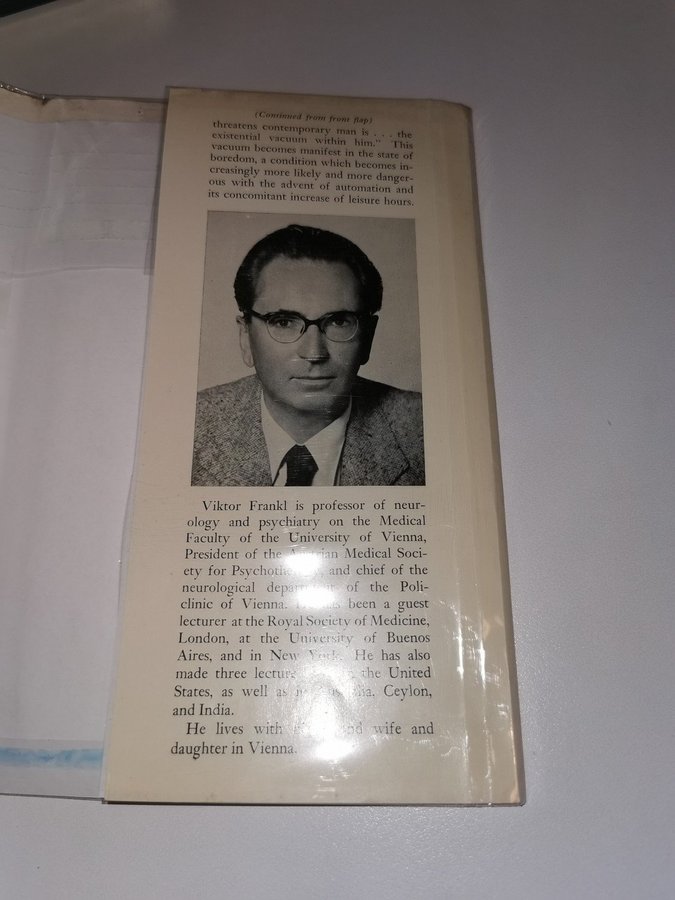 (Continued from front flap)
threatens contemporary man is . . . the
existential vacuum within him." This
vacuum becomes manifest in the state of
boredom, a condition which becomes in-
creasingly more likely and more danger-
ous with the advent of automation and
its concomitant increase of leisure hours.
Viktor Frankl is professor of neur-
ology and psychiatry on the Medical
Faculty of the University of Vienna,
President of the Austrian Medical Soci-
ety for and chief of the
neurological department of the Poli-
clinic of Vienna. been a guest
lecturer at the Royal Society of Medicine,
London, at the University of Buenos
Aires, and in New York. He has also
made three lecture the United
States, as well as Ceylon,
and India.
He lives with wife and
daughter in Vienna.